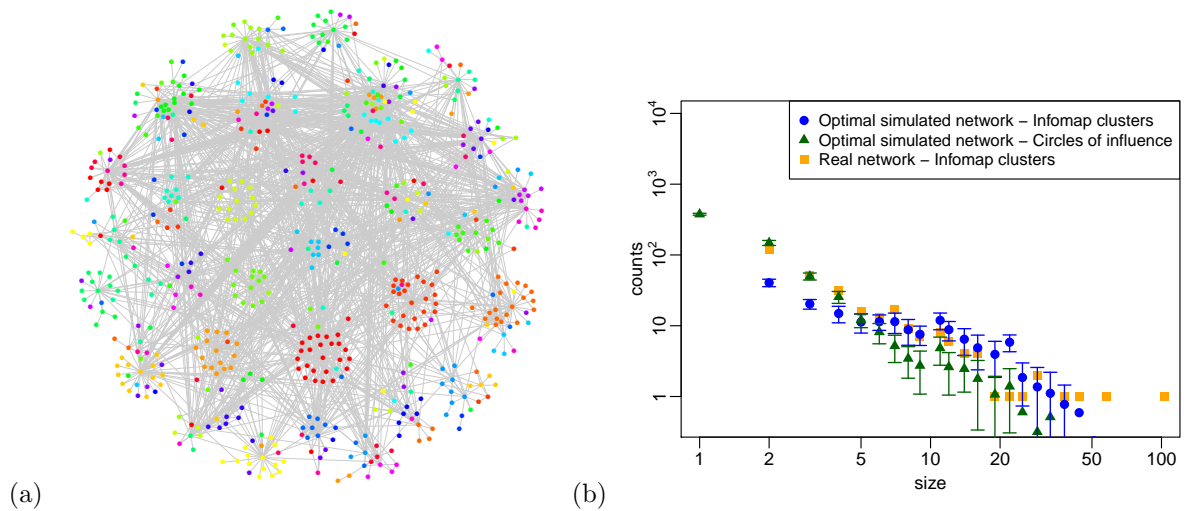 10^4
Optimal simulated network – Infomap clusters
Optimal simulated network – Circles of influence
Real network – Infomap clusters
10^3
counts
10^2
10
1
1 2 5 10 20 50 100
size
(a) (b)